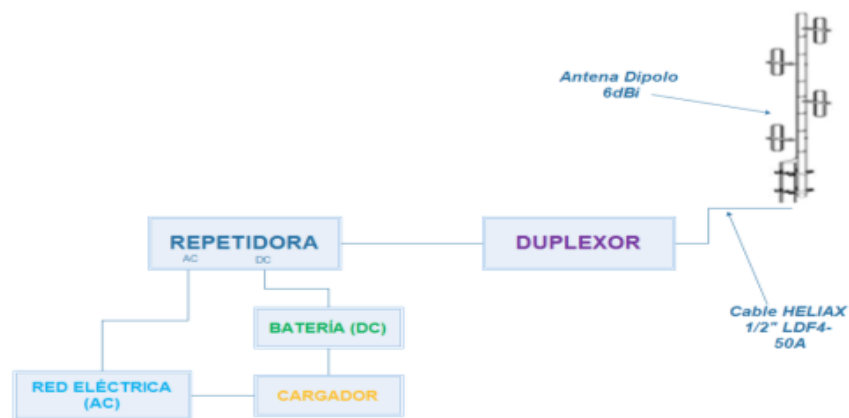 Antena Dipolo
6dBi
REPETIDORA
AC
DC
DUPLEXOR
BATERÍA (DC)
Cable HELIAX
1/2" LDF4-
50A
RED ELÉCTRICA
(AC)
CARGADOR